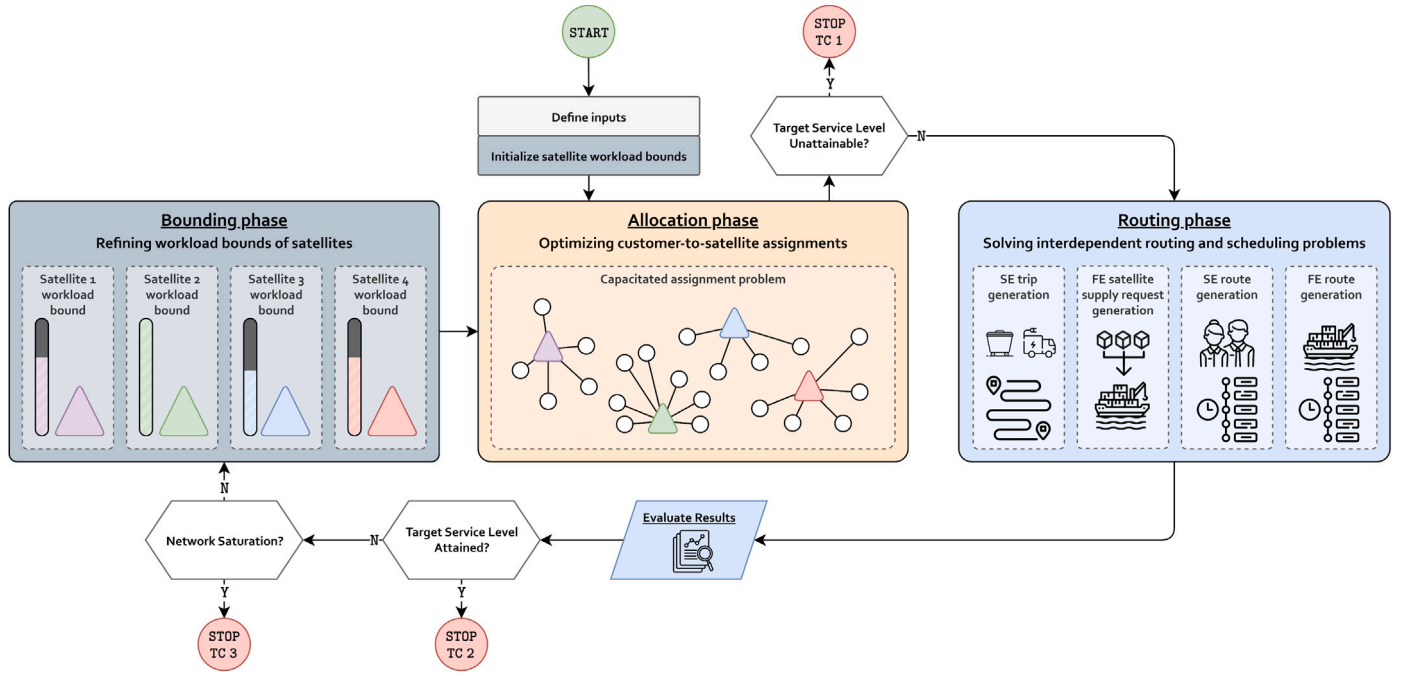 START
Define inputs
Initialize satellite workload bounds
STOP
TC 1
Y
Target Service Level
Unattainable?
N
Bounding phase
Refining workload bounds of satellites
Satellite 1
workload
bound
Satellite 2
workload
bound
Satellite 3
workload
bound
Satellite 4
workload
bound
Allocation phase
Optimizing customer-to-satellite assignments
Capacitated assignment problem
Routing phase
Solving interdependent routing and scheduling problems
SE trip
generation
FE satellite
supply request
generation
SE route
generation
FE route
generation
Evaluate Results
Target Service Level
Attained?
N
Y
STOP
TC 2
Network Saturation?
N
Y
STOP
TC 3